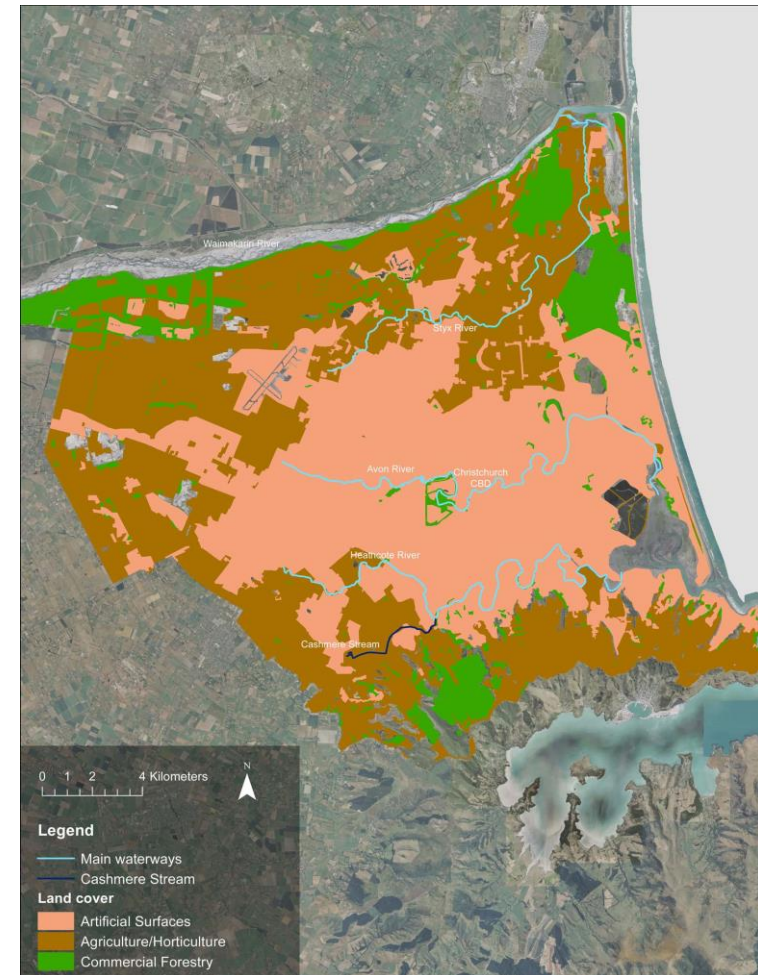 Waimakariri River
Styx River
Avon River
Christchurch
CBD
Heathcote River
Cashmere Stream
0 1 2 4 Kilometers
N
Legend
Main waterways
Cashmere Stream
Land cover
Artificial Surfaces
Agriculture/Horticulture
Commercial Forestry